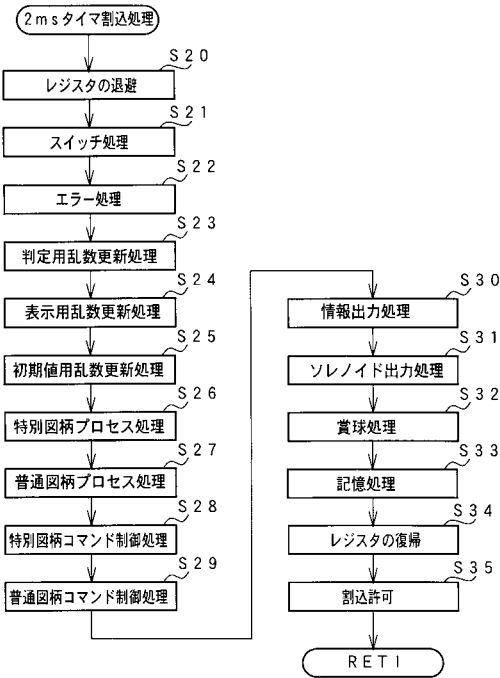 2msタイマ割込処理
S20
レジスタの退避
S21
スイッチ処理
S22
エラー処理
S23
判定用乱数更新処理
S24
表示用乱数更新処理
S25
初期値用乱数更新処理
S26
特別図柄プロセス処理
S27
普通図柄プロセス処理
S28
特別図柄コマンド制御処理
S29
普通図柄コマンド制御処理
S30
情報出力処理
S31
ソレノイド出力処理
S32
賞球処理
S33
記憶処理
S34
レジスタの復帰
S35
割込許可
RETI